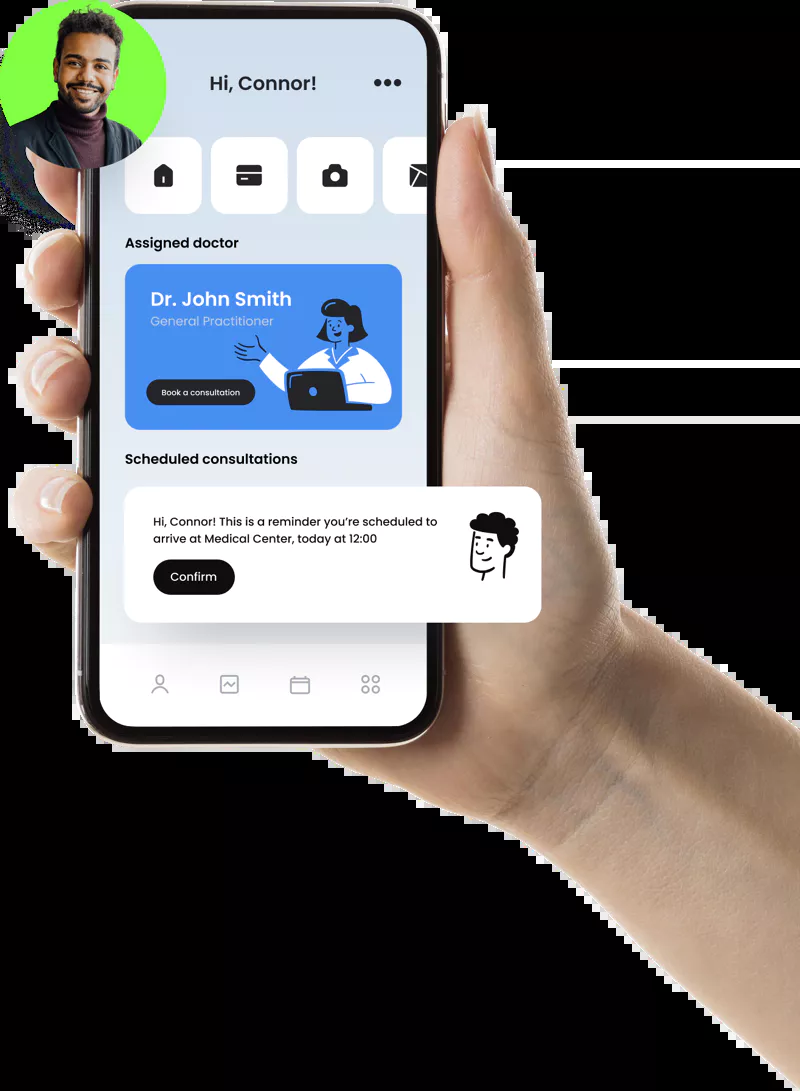 Hi, Connor!
Assigned doctor
Dr. John Smith
General Practitioner
Book a consultation
Scheduled consultations
Hi, Connor! This is a reminder you’re scheduled to
arrive at Medical Center, today at 12:00
Confirm